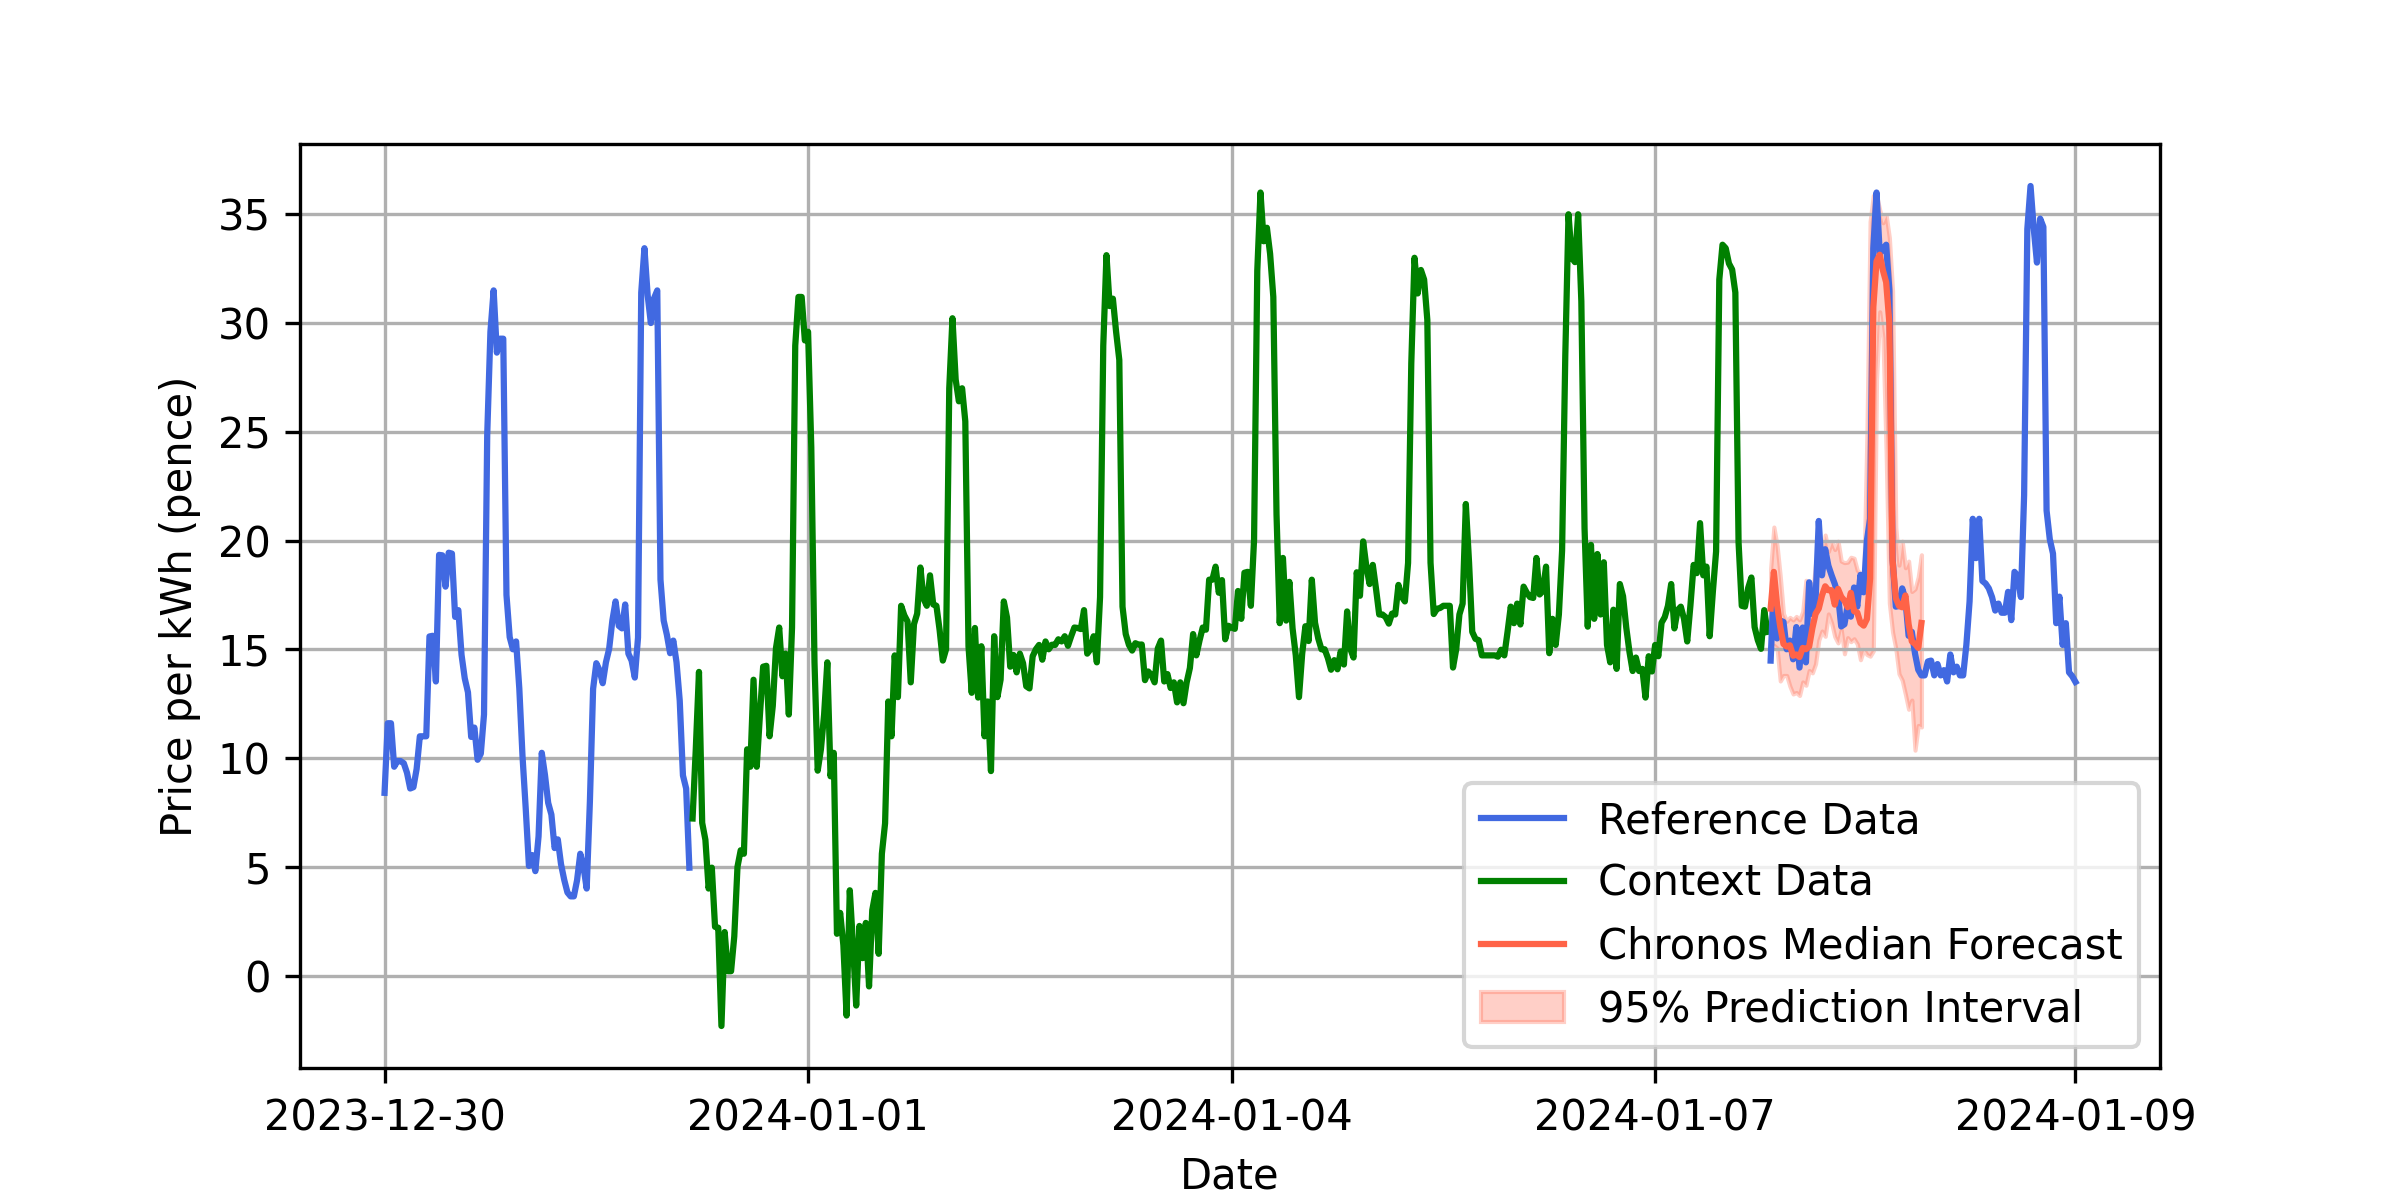 35
30
25
20
15
10
5
0
Price per kWh (pence)
Reference Data
Context Data
Chronos Median Forecast
95% Prediction Interval
2023-12-30 2024-01-01 2024-01-04 2024-01-07 2024-01-09
Date